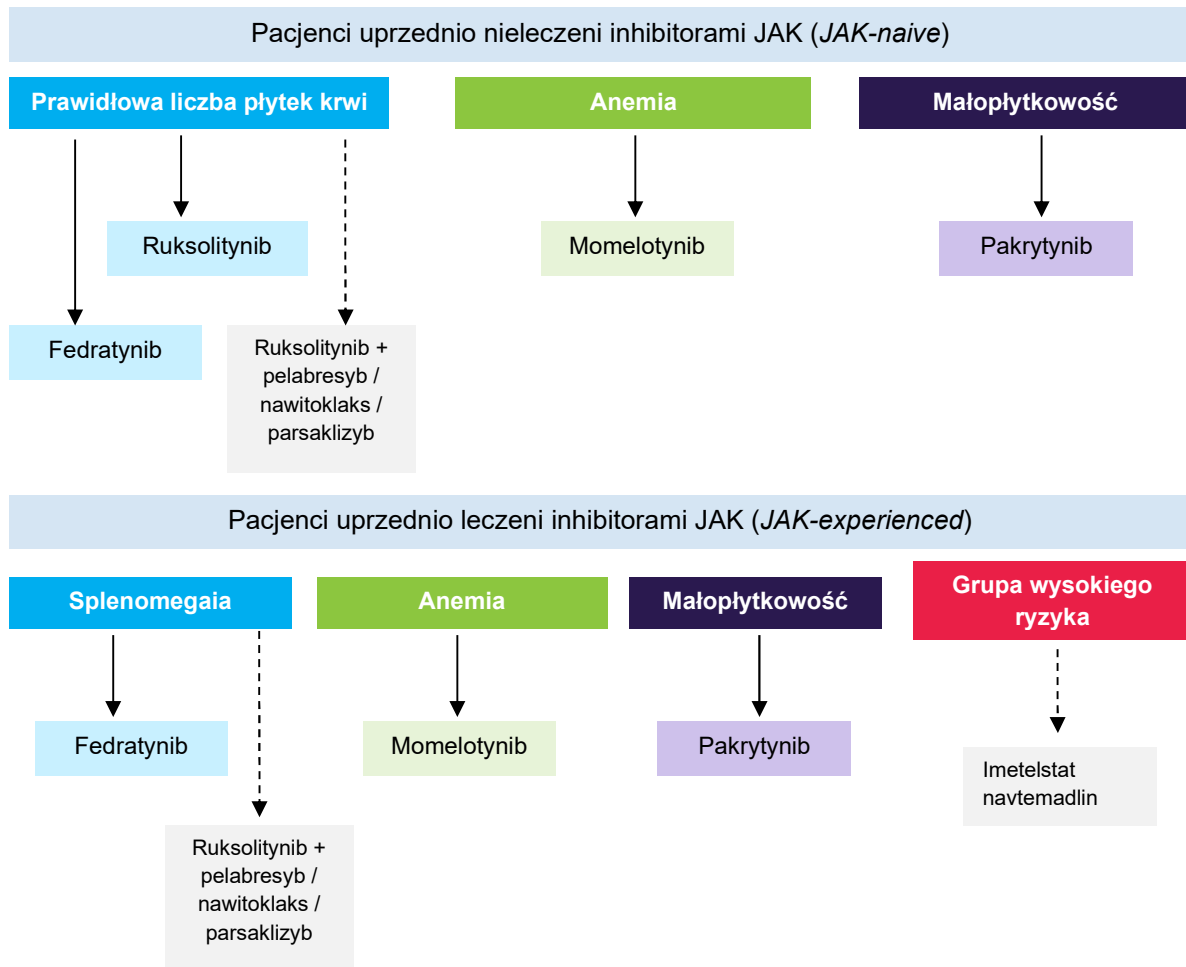 Pacjenci uprzednio nieleczeni inhibitorami JAK (JAK-naive)
Prawidłowa liczba płytek krwi
Anemia
Małopłytkowość
Ruksolitynib
Momelotynib
Pakrytynib
Fedratynib
Ruksolitynib +
pelabresyb /
nawitoklaks /
parsaklizyb
Pacjenci uprzednio leczeni inhibitorami JAK (JAK-experienced)
Splenomegaia
Anemia
Małopłytkowość
Grupa wysokiego
ryzyka
Fedratynib
Momelotynib
Pakrytynib
Imetelstat
navtemadlin
Ruksolitynib +
pelabresyb /
nawitoklaks /
parsaklizyb